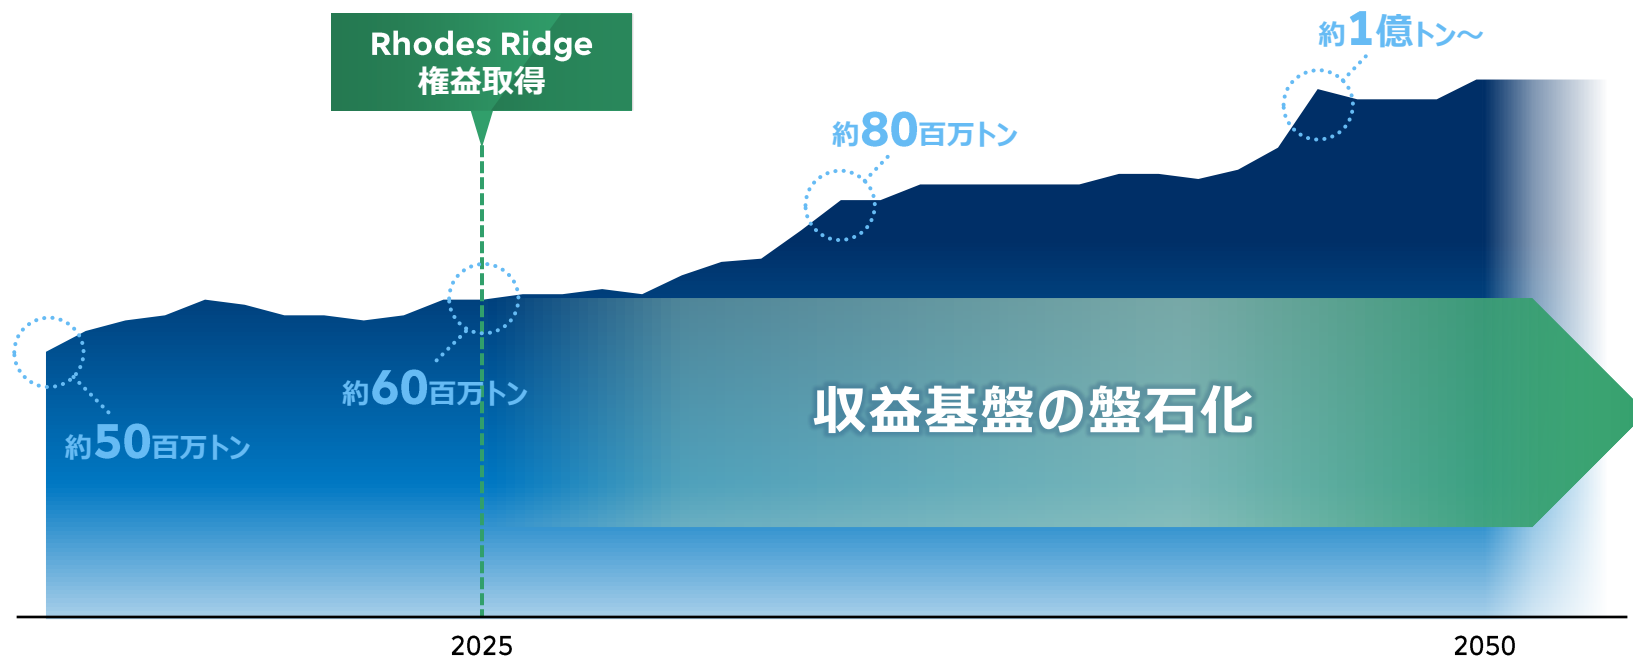 Rhodes Ridge
権益取得
約1億トン～
約80百万トン
約60百万トン
約50百万トン
収益基盤の盤石化
2025
2050